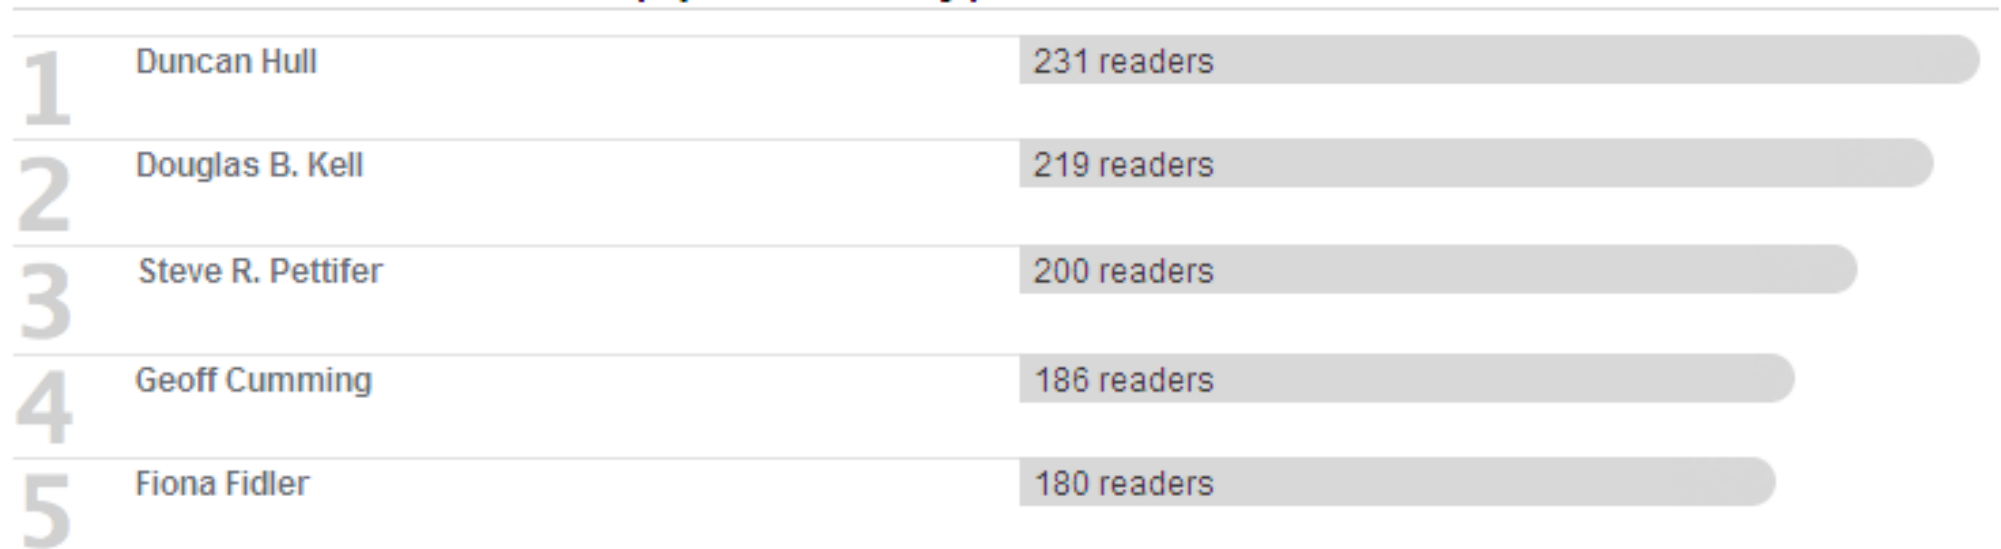 1 Duncan Hull 231 readers
2 Douglas B. Kell 219 readers
3 Steve R. Pettifer 200 readers
4 Geoff Cumming 186 readers
5 Fiona Fidler 180 readers